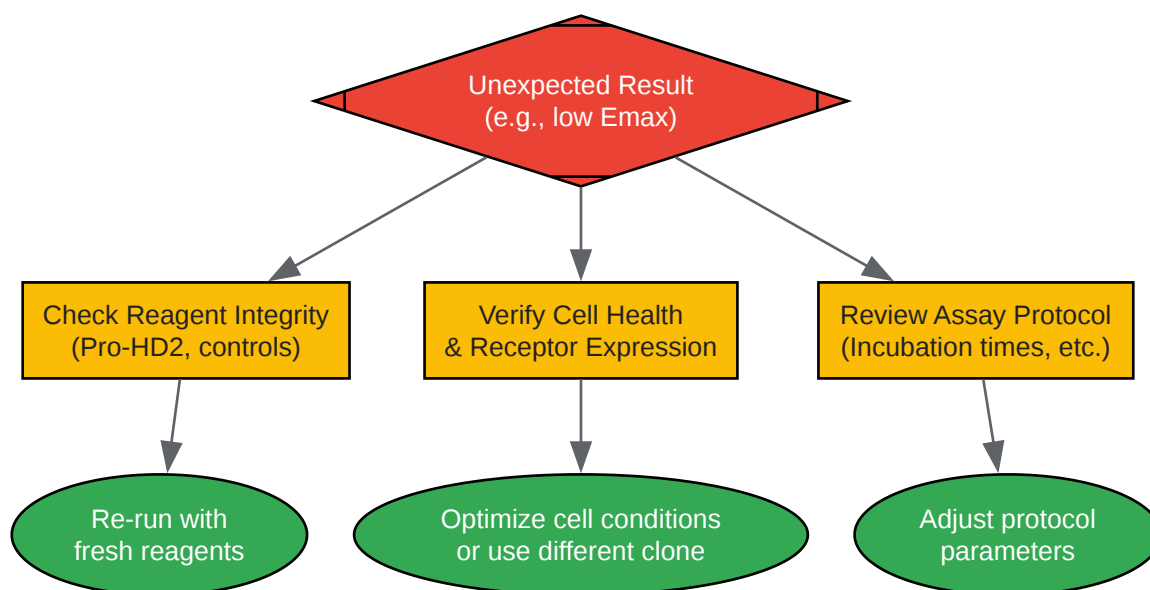 Unexpected Result
(e.g., low Emax)
Check Reagent Integrity
(Pro-HD2, controls)
Verify Cell Health
& Receptor Expression
Review Assay Protocol
(Incubation times, etc.)
Re-run with
fresh reagents
Optimize cell conditions
or use different clone
Adjust protocol
parameters